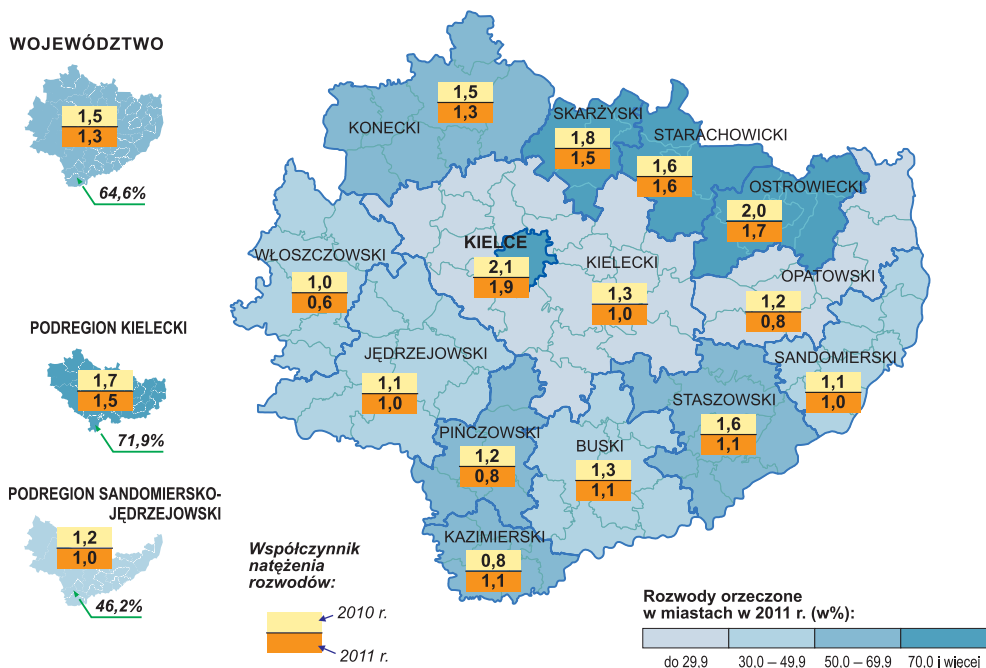 WOJEWÓDZTWO
1,5
1,3
64,6%
PODREGION KIELECKI
1,7
1,5
71,9%
PODREGION SANDOMIERSKO-
JĘDRZEJOWSKI
1,2
1,0
46,2%
KONECKI
1,5
1,3
SKARŻYSKI
1,8
1,5
STARACHOWICKI
1,6
1,6
OSTROWIECKI
2,0
1,7
WŁOSZCZOWSKI
1,0
0,6
KIELCE
2,1
1,9
KIELECKI
1,3
1,0
OPATOWSKI
1,2
0,8
JĘDRZEJOWSKI
1,1
1,0
SANDOMIERSKI
1,1
1,0
STASZOWSKI
1,6
1,1
PIŃCZOWSKI
1,2
0,8
BUSKI
1,3
1,1
KAZIMIERSKI
0,8
1,1
Współczynnik
natężenia
rozwodów:
2010 r.
2011 r.
Rozwody orzeczone
w miastach w 2011 r. (w%):
do 29.9 30.0 – 49.9 50.0 – 69.9 70.0 i więcej